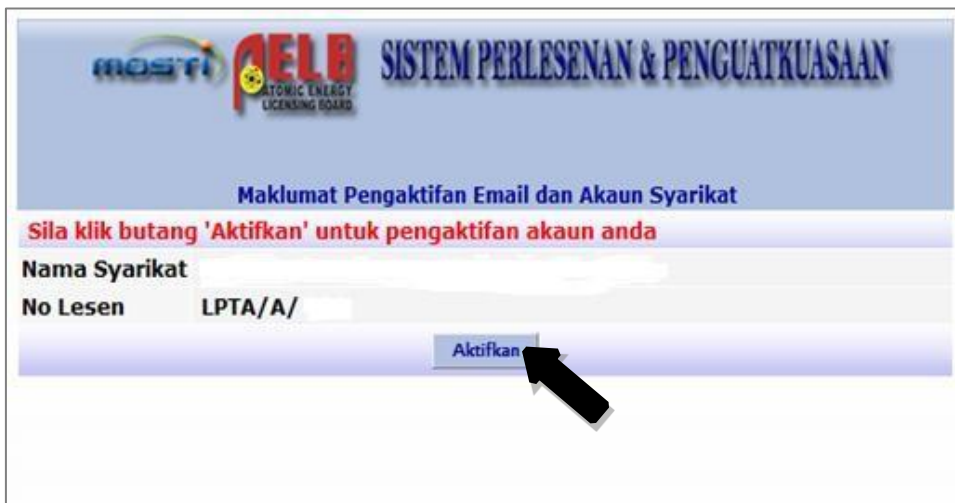 mosti AELB SISTEM PERLESENAN & PENGUATKUASAAN
ATOMIC ENERGY
LICENSING BOARD
Maklumat Pengaktifan Email dan Akaun Syarikat
Sila klik butang 'Aktifkan' untuk pengaktifan akaun anda
Nama Syarikat
No Lesen LPTA/A/
Aktifkan